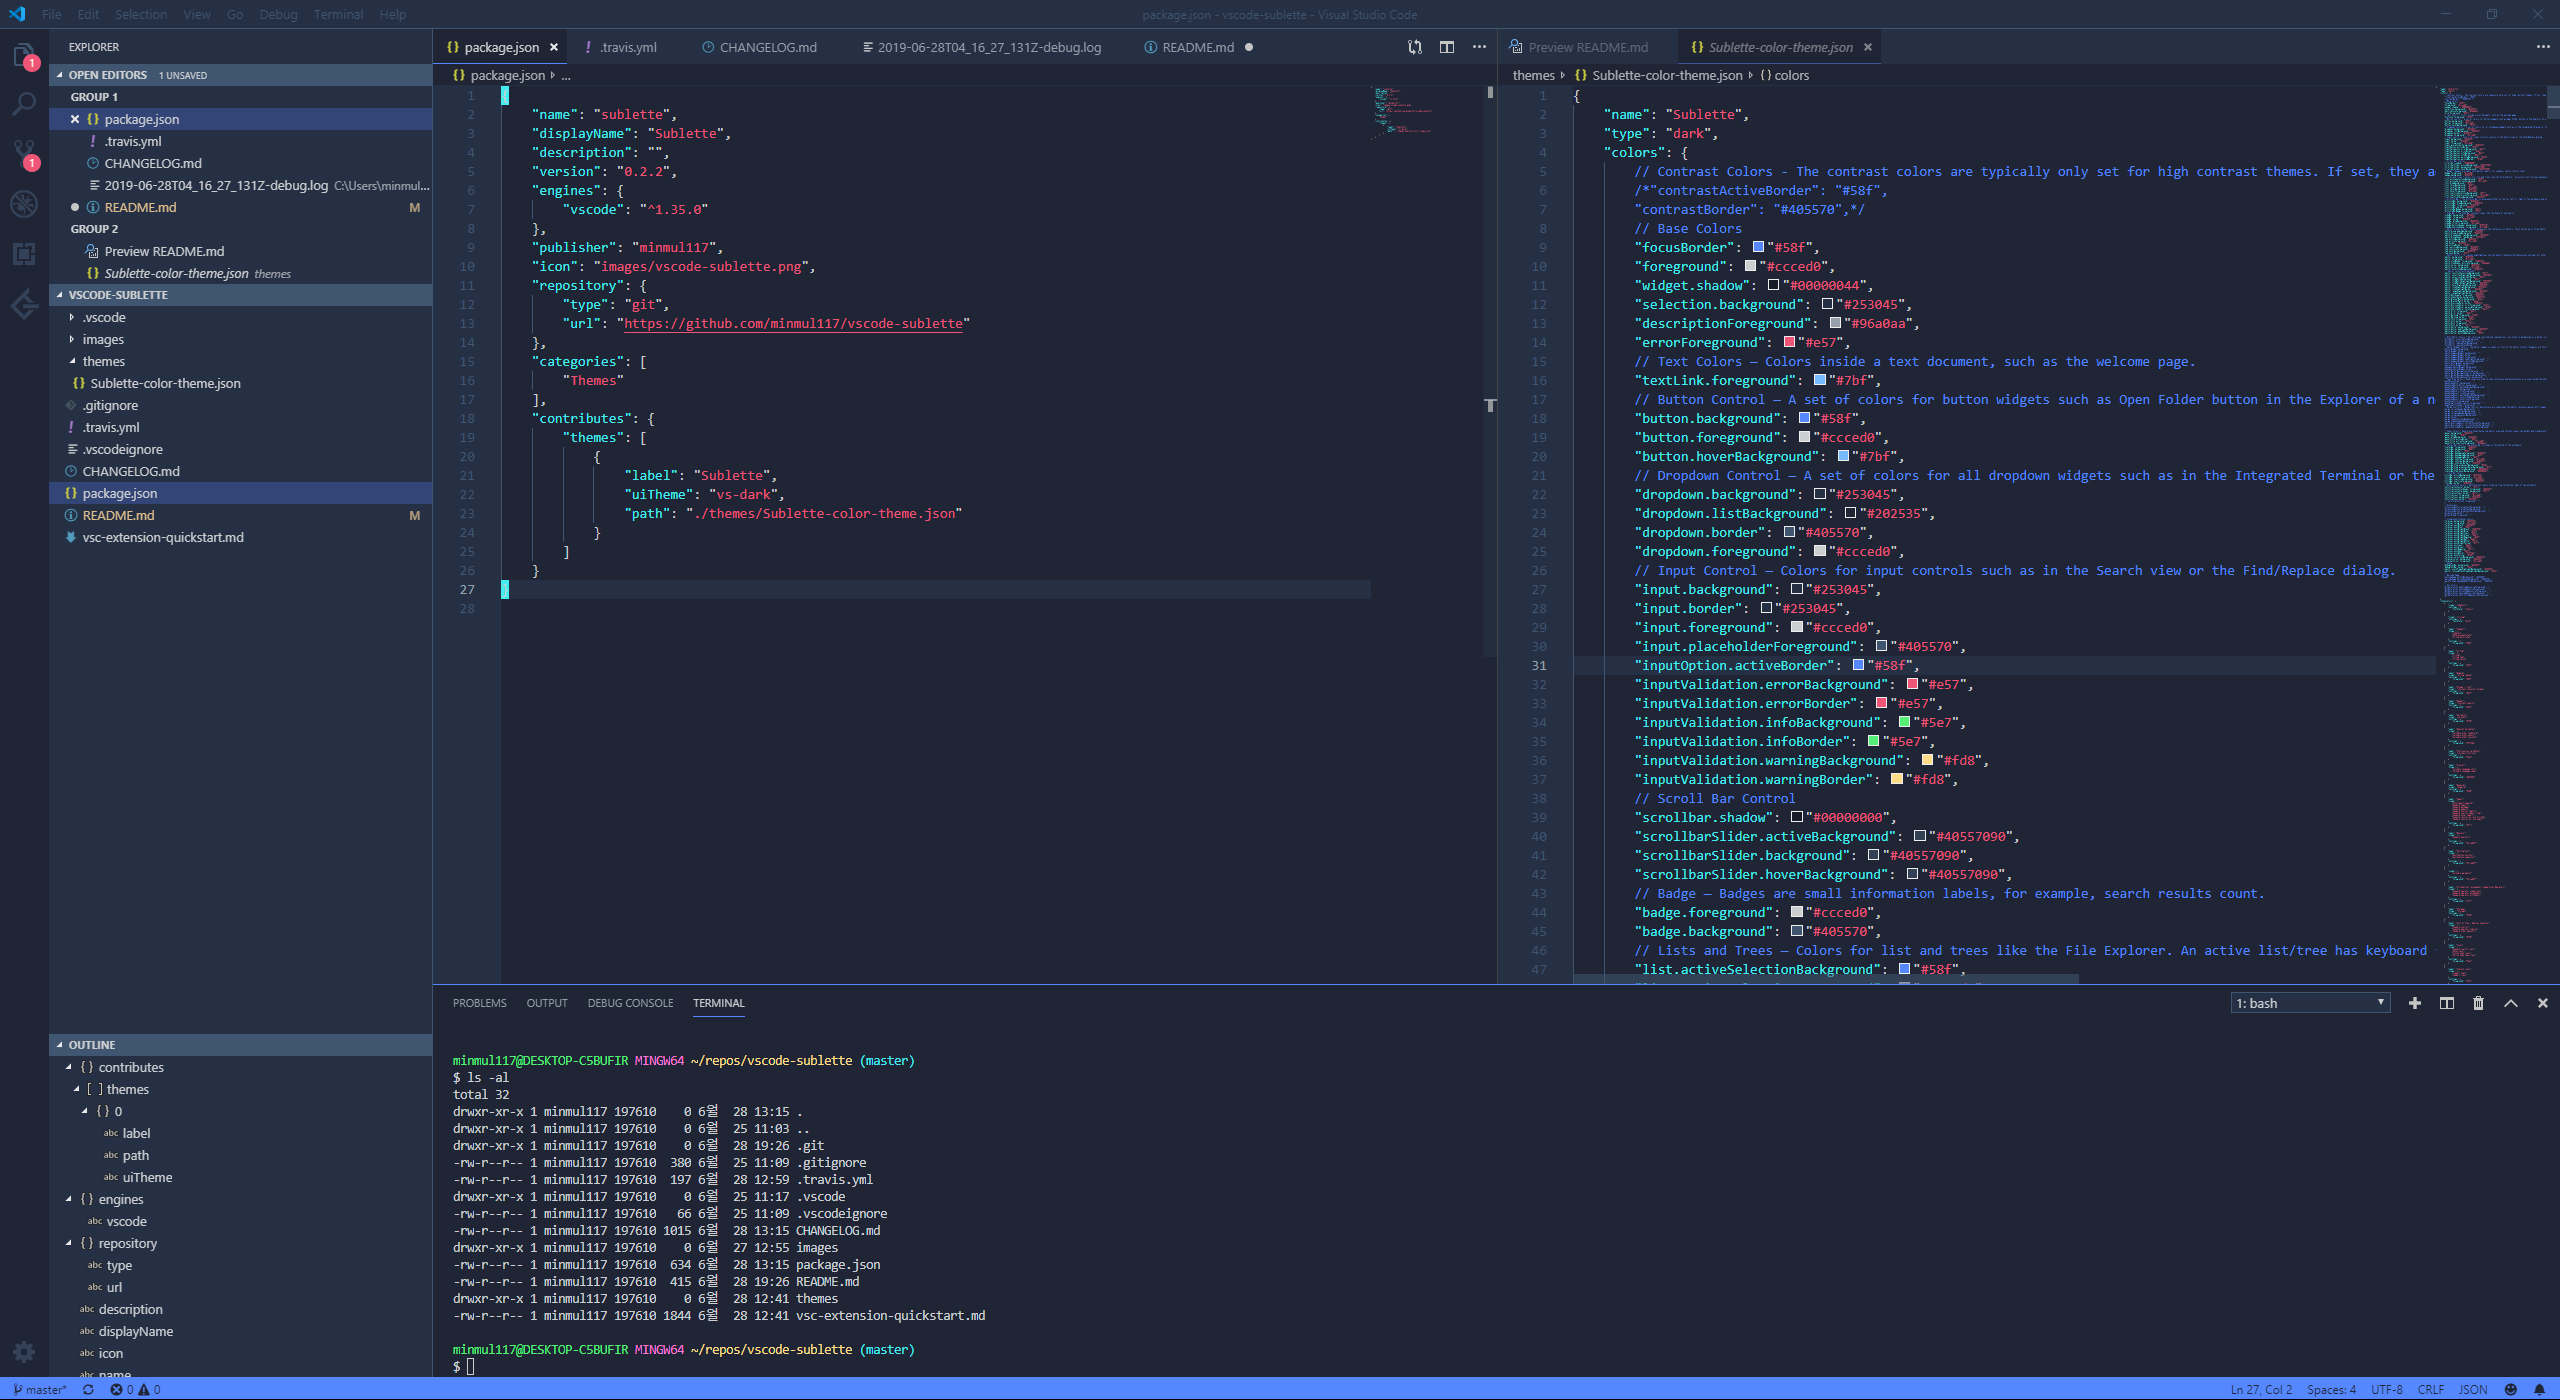 File Edit Selection View Go Debug Terminal Help
package.json - vscode-sublette - Visual Studio Code
1
1
EXPLORER
OPEN EDITORS 1 UNSAVED
GROUP 1
package.json
.travis.yml
CHANGELOG.md
2019-06-28T04_16_27_131Z-debug.log C:\Users\minmul...
README.md M
GROUP 2
Preview README.md
Sublette-color-theme.json themes
VSCODE-SUBLETTE
.vscode
images
themes
Sublette-color-theme.json
.gitignore
.travis.yml
.vscodeignore
CHANGELOG.md
package.json
README.md M
vsc-extension-quickstart.md
OUTLINE
{ } contributes
[ ] themes
{ } 0
abc label
abc path
abc uiTheme
{ } engines
abc vscode
{ } repository
abc type
abc url
abc description
abc displayName
abc icon
abc name
package.json .travis.yml CHANGELOG.md 2019-06-28T04_16_27_131Z-debug.log README.md
package.json ...
1 {
2 "name": "sublette",
3 "displayName": "Sublette",
4 "description": "",
5 "version": "0.2.2",
6 "engines": {
7 "vscode": "^1.35.0"
8 },
9 "publisher": "minmul117",
10 "icon": "images/vscode-sublette.png",
11 "repository": {
12 "type": "git",
13 "url": "https://github.com/minmul117/vscode-sublette"
14 },
15 "categories": [
16 "Themes"
17 ],
18 "contributes": {
19 "themes": [
20 {
21 "label": "Sublette",
22 "uiTheme": "vs-dark",
23 "path": "./themes/Sublette-color-theme.json"
24 }
25 ]
26 }
27 }
28
Preview README.md Sublette-color-theme.json
themes Sublette-color-theme.json { } colors
1 {
2 "name": "Sublette",
3 "type": "dark",
4 "colors": {
5 // Contrast Colors - The contrast colors are typically only set for high contrast themes. If set, they a
6 /*"contrastActiveBorder": "#58f",
7 "contrastBorder": "#405570",*/
8 // Base Colors
9 "focusBorder": "#58f",
10 "foreground": "#ccced0",
11 "widget.shadow": "#00000044",
12 "selection.background": "#253045",
13 "descriptionForeground": "#96a0aa",
14 "errorForeground": "#e57",
15 // Text Colors — Colors inside a text document, such as the welcome page.
16 "textLink.foreground": "#7bf",
17 // Button Control — A set of colors for button widgets such as Open Folder button in the Explorer of a n
18 "button.background": "#58f",
19 "button.foreground": "#ccced0",
20 "button.hoverBackground": "#7bf",
21 // Dropdown Control — A set of colors for all dropdown widgets such as in the Integrated Terminal or the
22 "dropdown.background": "#253045",
23 "dropdown.listBackground": "#202535",
24 "dropdown.border": "#405570",
25 "dropdown.foreground": "#ccced0",
26 // Input Control — Colors for input controls such as in the Search view or the Find/Replace dialog.
27 "input.background": "#253045",
28 "input.border": "#253045",
29 "input.foreground": "#ccced0",
30 "input.placeholderForeground": "#405570",
31 "inputOption.activeBorder": "#58f",
32 "inputValidation.errorBackground": "#e57",
33 "inputValidation.errorBorder": "#e57",
34 "inputValidation.infoBackground": "#5e7",
35 "inputValidation.infoBorder": "#5e7",
36 "inputValidation.warningBackground": "#fd8",
37 "inputValidation.warningBorder": "#fd8",
38 // Scroll Bar Control
39 "scrollbar.shadow": "#00000000",
40 "scrollbarSlider.activeBackground": "#40557090",
41 "scrollbarSlider.background": "#40557090",
42 "scrollbarSlider.hoverBackground": "#40557090",
43 // Badge — Badges are small information labels, for example, search results count.
44 "badge.foreground": "#ccced0",
45 "badge.background": "#405570",
46 // Lists and Trees — Colors for list and trees like the File Explorer. An active list/tree has keyboard
47 "list.activeSelectionBackground": "#58f",
PROBLEMS OUTPUT DEBUG CONSOLE TERMINAL 1: bash
minmul117@DESKTOP-C5BUFIR MINGW64 ~/repos/vscode-sublette (master)
$ ls -al
total 32
drwxr-xr-x 1 minmul117 197610 0 6월 28 13:15 .
drwxr-xr-x 1 minmul117 197610 0 6월 25 11:03 ..
drwxr-xr-x 1 minmul117 197610 0 6월 28 19:26 .git
-rw-r--r-- 1 minmul117 197610 380 6월 25 11:09 .gitignore
-rw-r--r-- 1 minmul117 197610 197 6월 28 12:59 .travis.yml
drwxr-xr-x 1 minmul117 197610 0 6월 25 11:17 .vscode
-rw-r--r-- 1 minmul117 197610 66 6월 25 11:09 .vscodeignore
-rw-r--r-- 1 minmul117 197610 1015 6월 28 13:15 CHANGELOG.md
drwxr-xr-x 1 minmul117 197610 0 6월 27 12:55 images
-rw-r--r-- 1 minmul117 197610 634 6월 28 13:15 package.json
-rw-r--r-- 1 minmul117 197610 415 6월 28 19:26 README.md
drwxr-xr-x 1 minmul117 197610 0 6월 28 12:41 themes
-rw-r--r-- 1 minmul117 197610 1844 6월 28 12:41 vsc-extension-quickstart.md
minmul117@DESKTOP-C5BUFIR MINGW64 ~/repos/vscode-sublette (master)
$
master* 0 0 Ln 27, Col 2 Spaces: 4 UTF-8 CRLF JSON